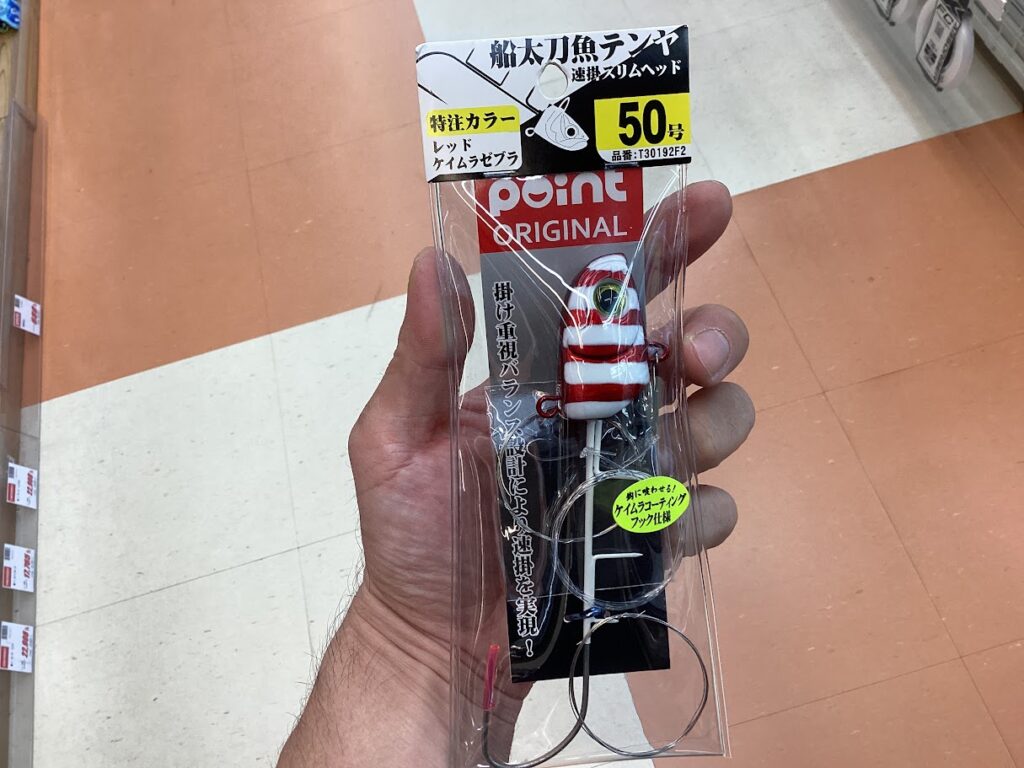 船太刀魚テンヤ
速掛スリムヘッド
特注カラー
レッド
ケイムラゼブラ
50号
品番:T30192F2
point
ORIGINAL
掛け重視バランス設計により速掛を実現!
鈎に喰わせる!
ケイムラコーティング
フック仕様